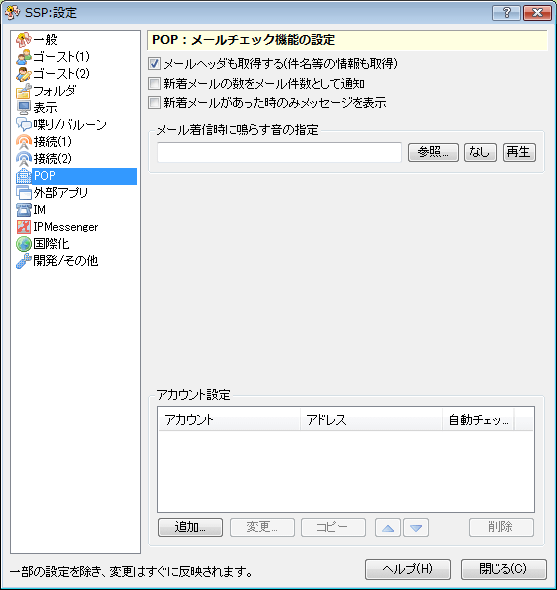 SSP:設定
一般
ゴースト(1)
ゴースト(2)
フォルダ
表示
喋り/バルーン
接続(1)
接続(2)
POP
外部アプリ
IM
IPMessenger
国際化
開発/その他
POP：メールチェック機能の設定
メールヘッダも取得する(件名等の情報も取得)
新着メールの数をメール件数として通知
新着メールがあった時のみメッセージを表示
メール着信時に鳴らす音の指定
参照... なし 再生
アカウント設定
アカウント アドレス 自動チェッ...
追加... 変更... コピー 削除
一部の設定を除き、変更はすぐに反映されます。
ヘルプ(H) 閉じる(C)